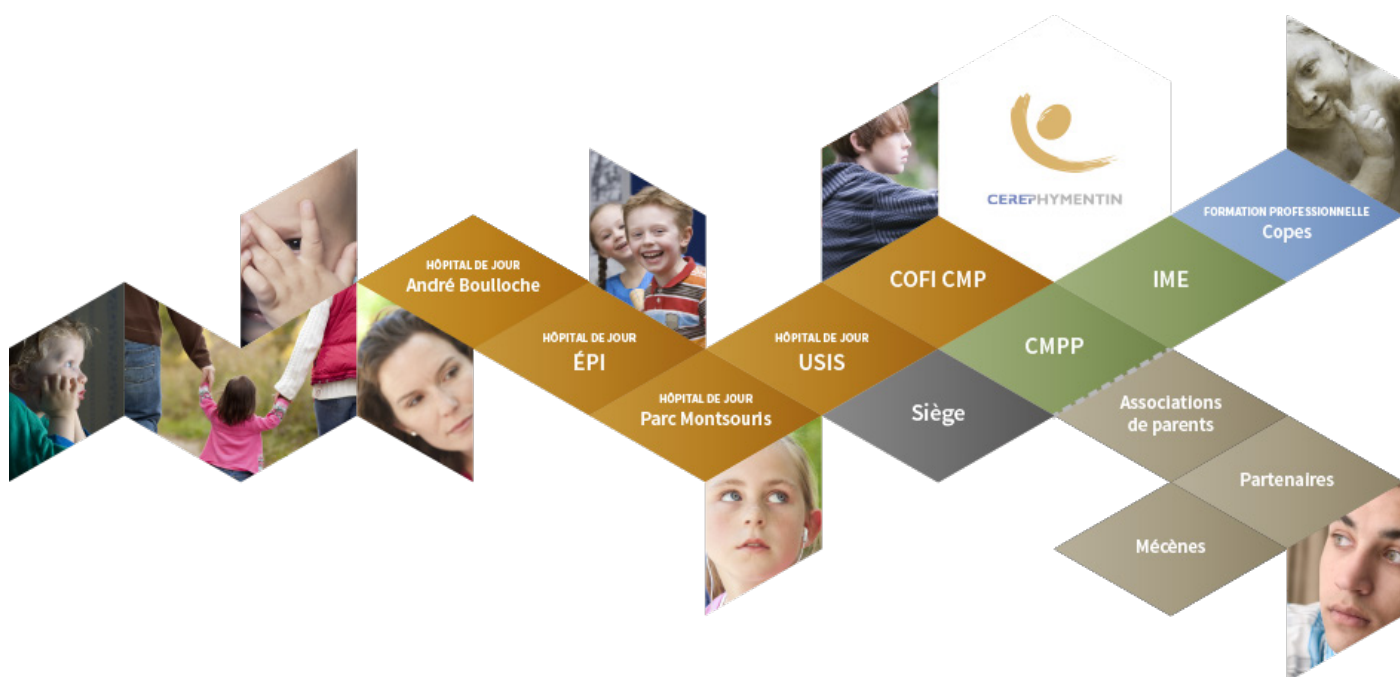 CEREPHYMENTIN
FORMATION PROFESSIONNELLE
Copes
HÔPITAL DE JOUR
André Boulloche
COFI CMP
IME
HÔPITAL DE JOUR
ÉPI
HÔPITAL DE JOUR
USIS
CMPP
HÔPITAL DE JOUR
Parc Montsouris
Siège
Associations
de parents
Partenaires
Mécènes